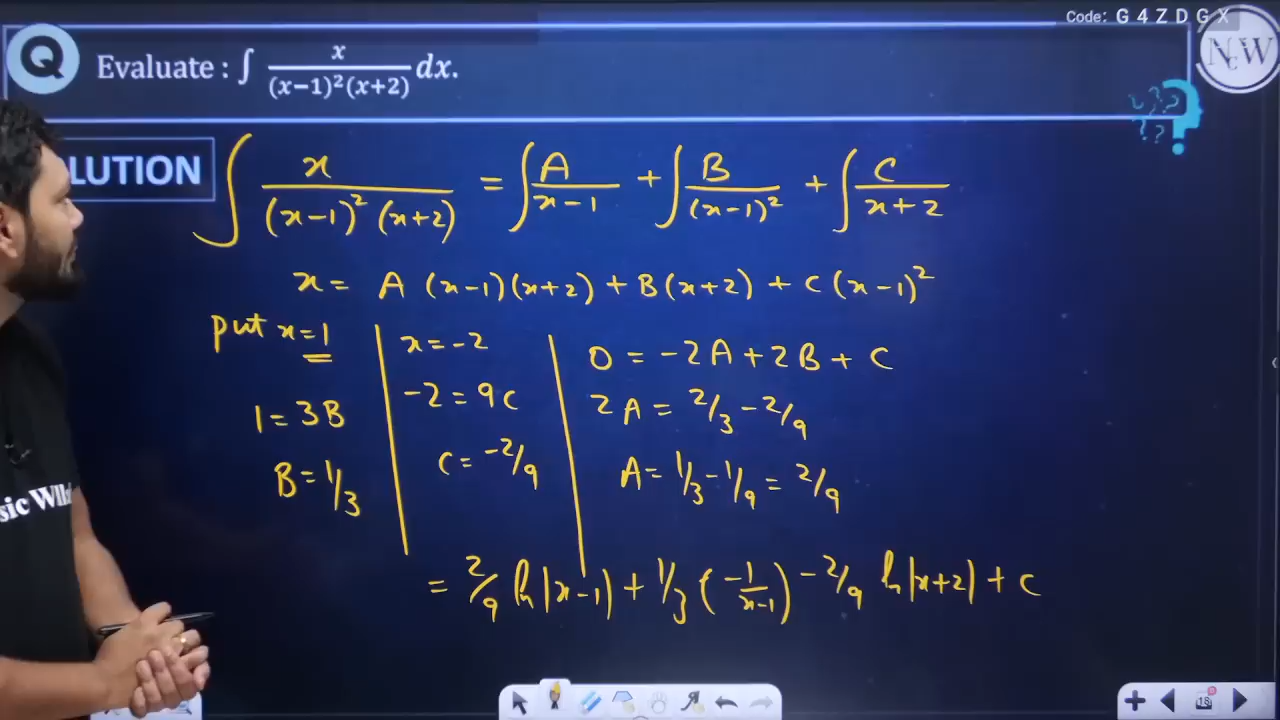 Code: G 4 Z D G X
Q Evaluate : ∫ x/((x−1)²(x+2)) dx.
NCW
LUTION
∫ x/((x-1)² (x+2)) = ∫ A/(x-1) + ∫ B/(x-1)² + ∫ C/(x+2)
x = A (x-1)(x+2) + B(x+2) + C(x-1)²
put x=1
1 = 3B
B = 1/3
x = -2
-2 = 9C
C = -2/9
0 = -2A + 2B + C
2A = 2/3 - 2/9
A = 1/3 - 1/9 = 2/9
= 2/9 ln|x-1| + 1/3 (-1/(x-1)) - 2/9 ln|x+2| + C
18